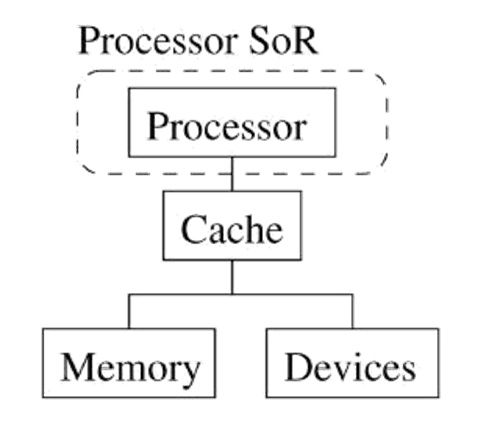 Processor SoR
Processor
Cache
Memory
Devices